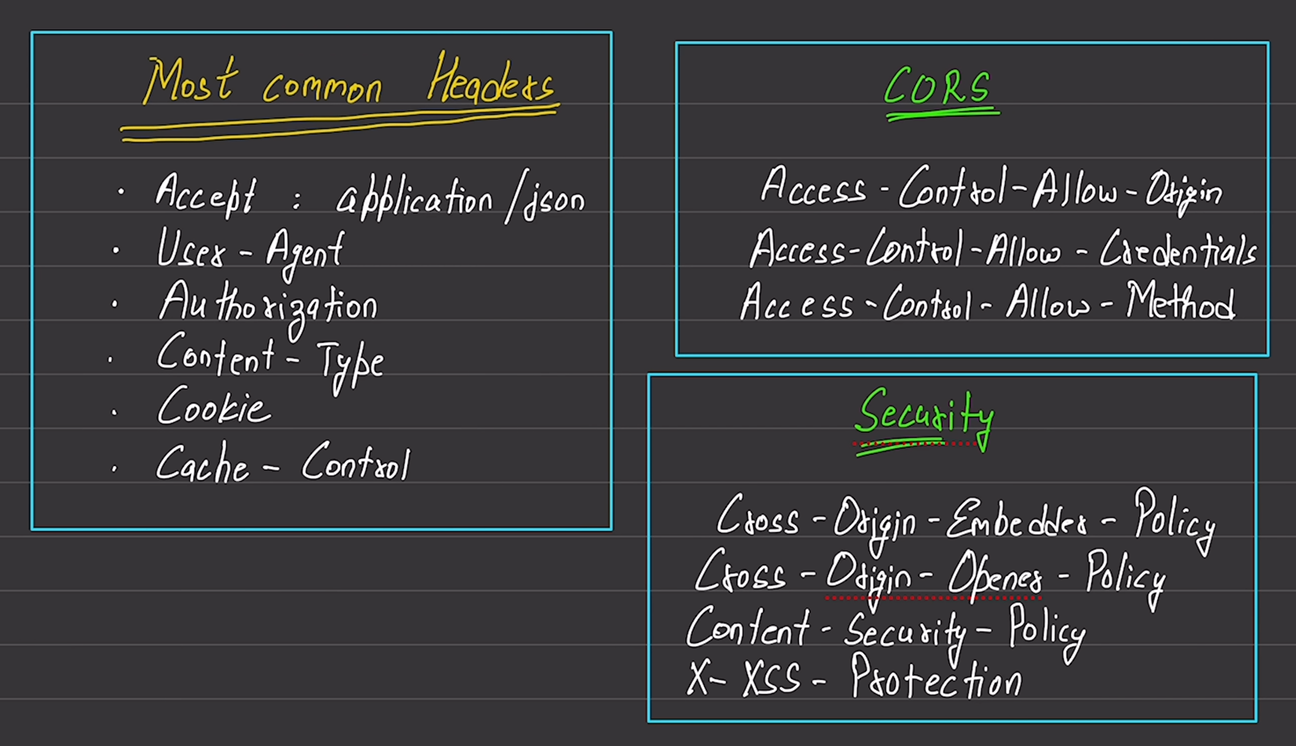 Most common Headers
· Accept : application/json
· User - Agent
· Authorization
· Content - Type
· Cookie
· Cache - Control
CORS
Access - Control - Allow - Origin
Access - Control - Allow - Credentials
Access - Control - Allow - Method
Security
Cross - Origin - Embedder - Policy
Cross - Origin - Opener - Policy
Content - Security - Policy
X - XSS - Protection